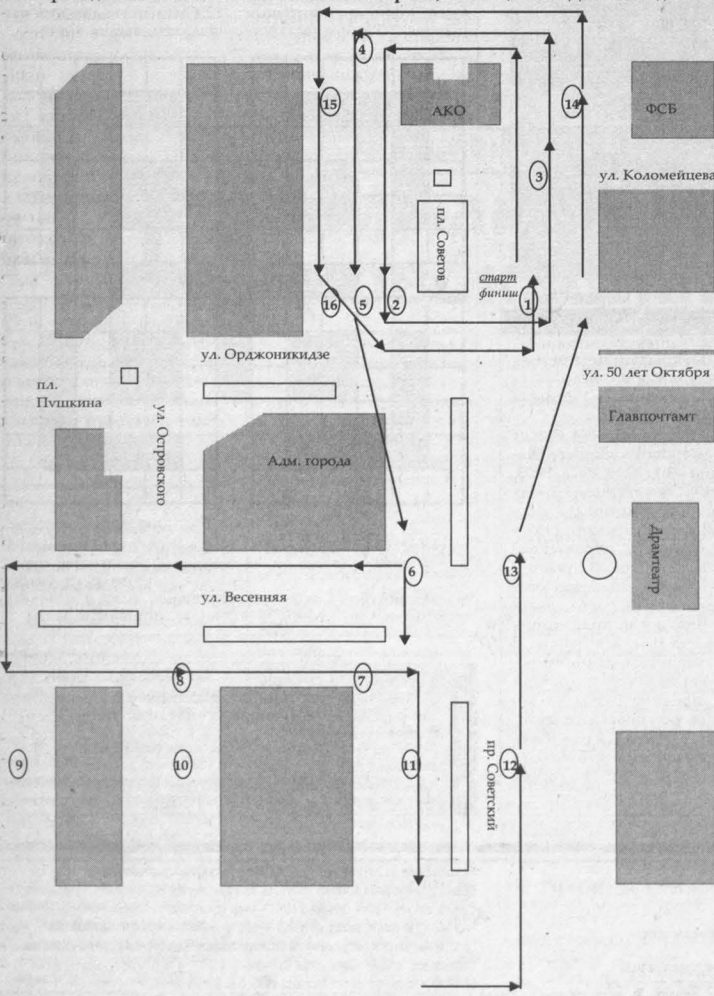 4
15
АКО
14
ФСБ
3
ул. Коломейцева
пл. Советов
старт
финиш
16
5
2
1
ул. Орджоникидзе
пл.
Пушкина
ул. 50 лет Октября
ул. Островского
Главпочтамт
Адм. города
Драмтеатр
6
13
ул. Весенняя
8
7
9
10
11
пр. Советский
12